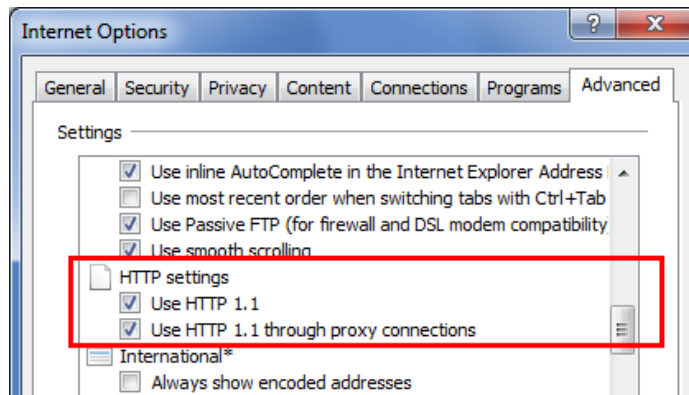 Internet Options
General Security Privacy Content Connections Programs Advanced
Settings
Use inline AutoComplete in the Internet Explorer Address
Use most recent order when switching tabs with Ctrl+Tab
Use Passive FTP (for firewall and DSL modem compatibility
Use smooth scrolling
HTTP settings
Use HTTP 1.1
Use HTTP 1.1 through proxy connections
International*
Always show encoded addresses